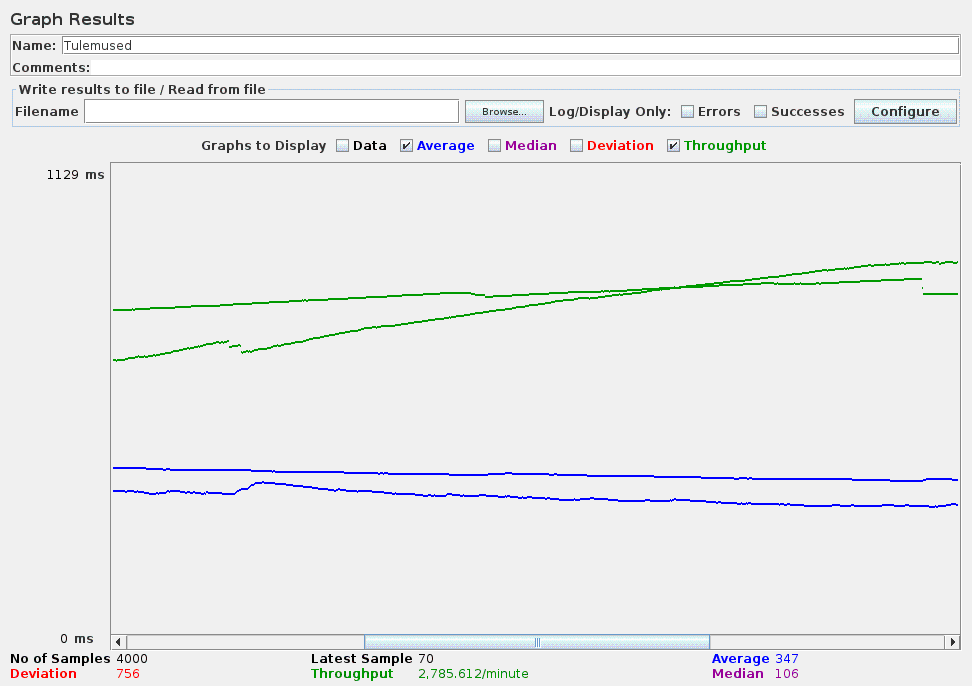 Graph Results
Name: Tulemused
Comments:
Write results to file / Read from file
Filename Browse... Log/Display Only: Errors Successes Configure
Graphs to Display Data Average Median Deviation Throughput
1129 ms
0 ms
No of Samples 4000 Latest Sample 70 Average 347
Deviation 756 Throughput 2,785.612/minute Median 106